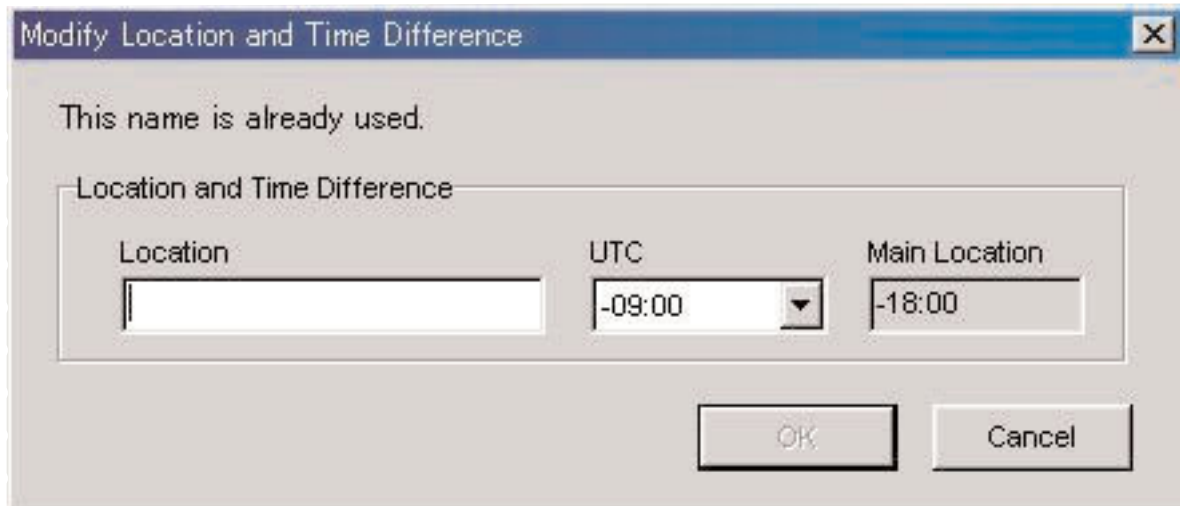 Modify Location and Time Difference
This name is already used.
Location and Time Difference
Location UTC Main Location
-09:00 -18:00
OK Cancel